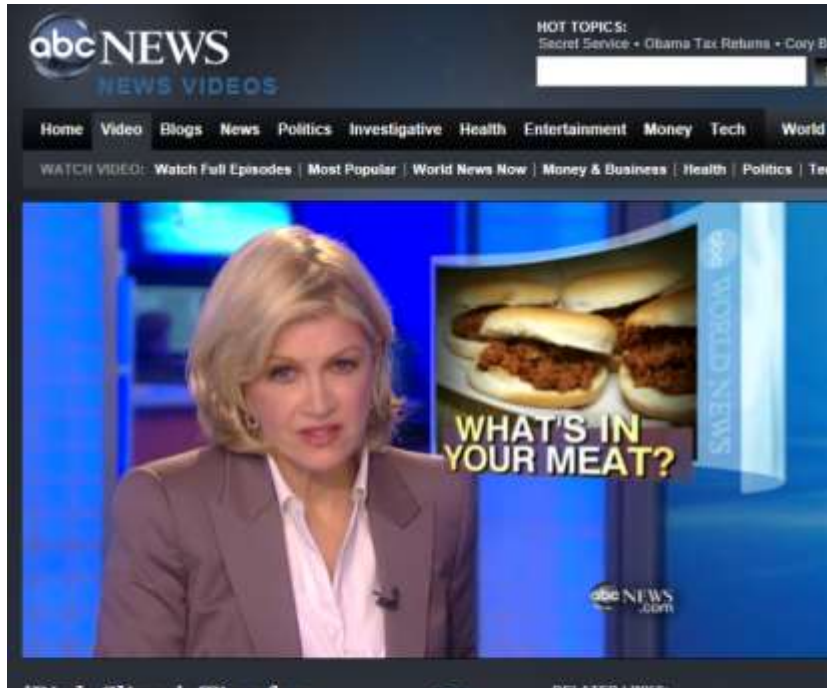 abc NEWS
NEWS VIDEOS
HOT TOPICS:
Secret Service • Obama Tax Returns • Cory B
Home Video Blogs News Politics Investigative Health Entertainment Money Tech World
WATCH VIDEO: Watch Full Episodes | Most Popular | World News Now | Money & Business | Health | Politics | Te
abc WORLD NEWS
WHAT'S IN
YOUR MEAT?
abc NEWS
.com